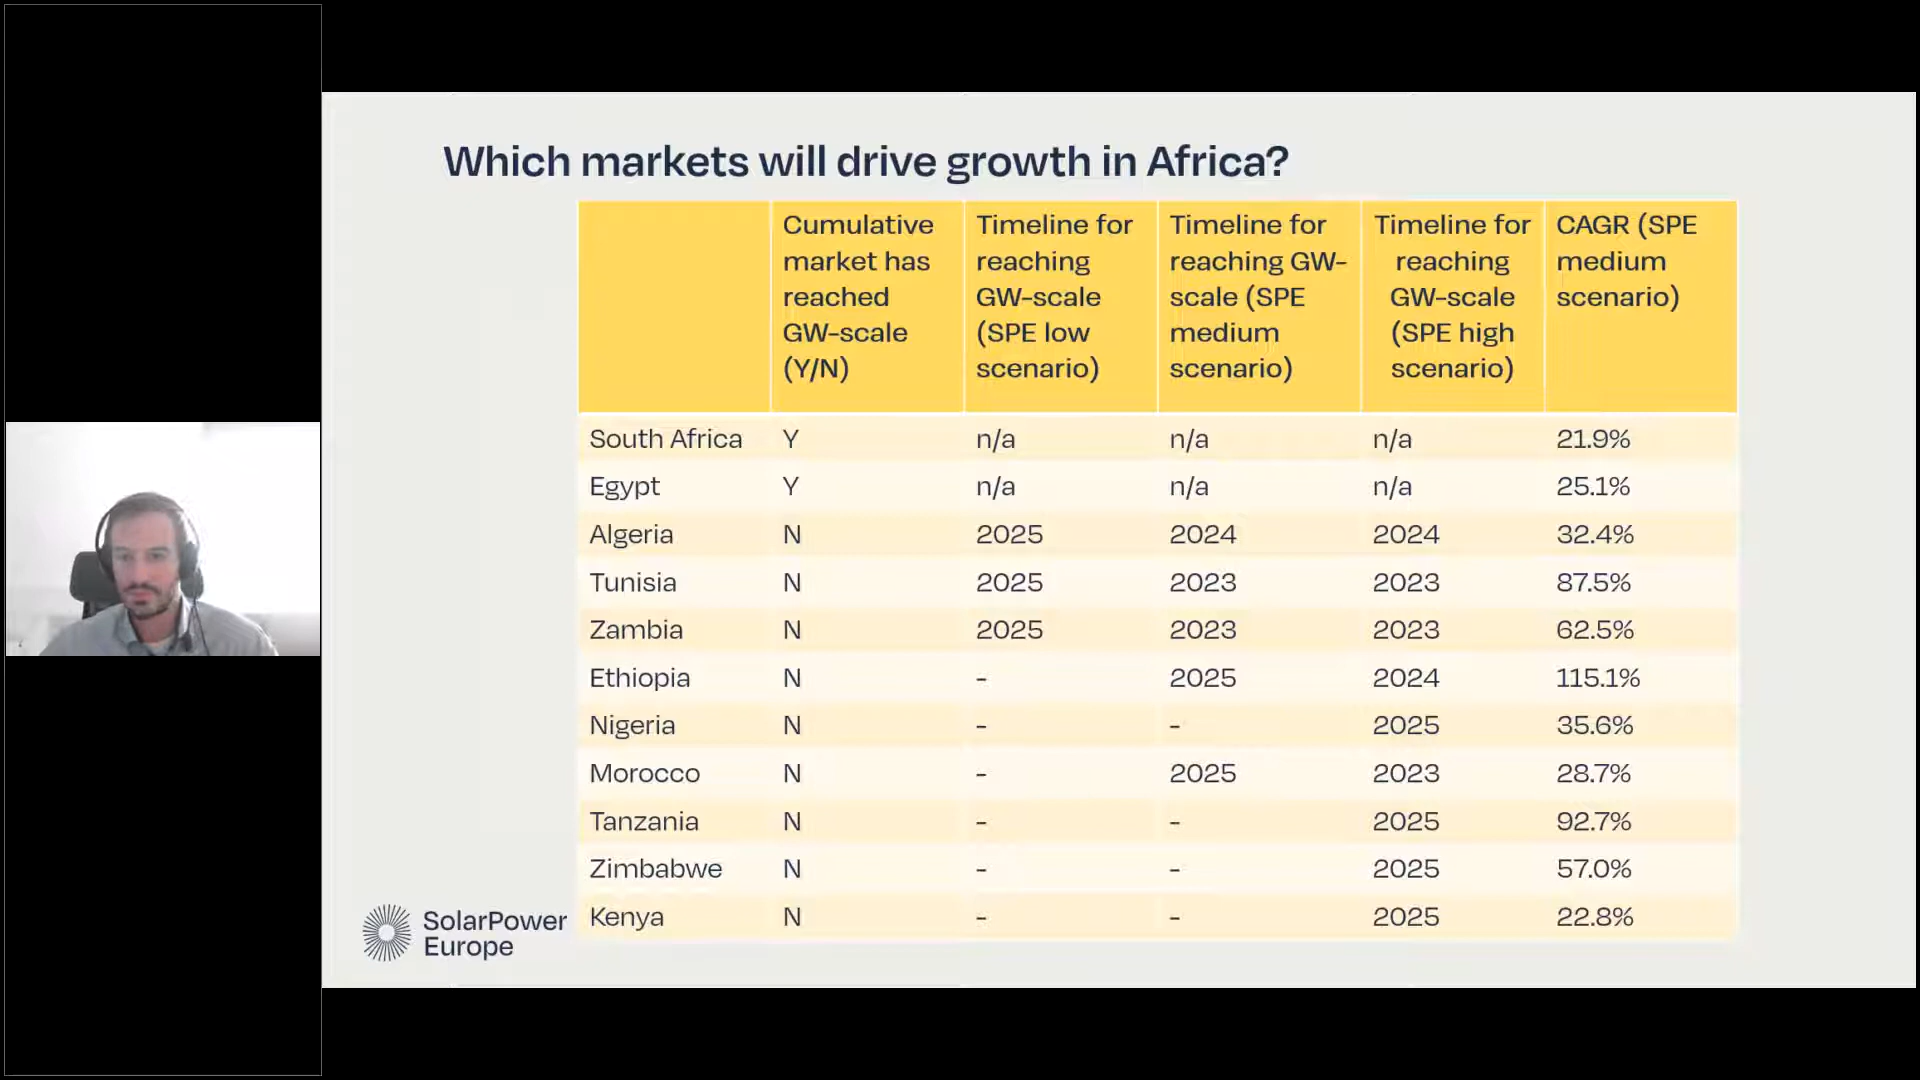 Which markets will drive growth in Africa?
Cumulative market has reached GW-scale (Y/N)
Timeline for reaching GW-scale (SPE low scenario)
Timeline for reaching GW-scale (SPE medium scenario)
Timeline for reaching GW-scale (SPE high scenario)
CAGR (SPE medium scenario)
South Africa Y n/a n/a n/a 21.9%
Egypt Y n/a n/a n/a 25.1%
Algeria N 2025 2024 2024 32.4%
Tunisia N 2025 2023 2023 87.5%
Zambia N 2025 2023 2023 62.5%
Ethiopia N - 2025 2024 115.1%
Nigeria N - - 2025 35.6%
Morocco N - 2025 2023 28.7%
Tanzania N - - 2025 92.7%
Zimbabwe N - - 2025 57.0%
Kenya N - - 2025 22.8%
SolarPower
Europe